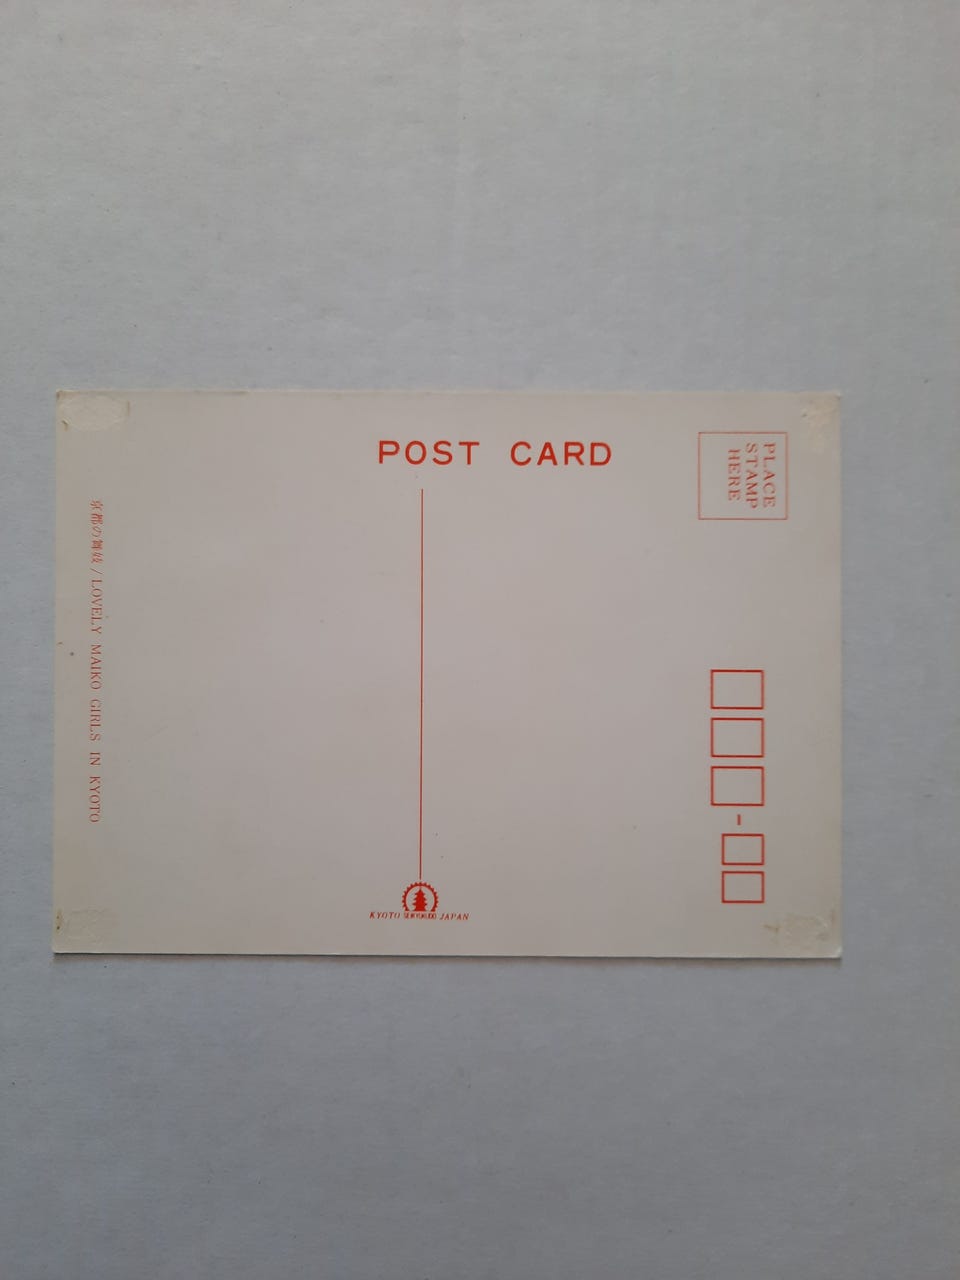 POST CARD
PLACE
STAMP
HERE
京都の舞妓 / LOVELY MAIKO GIRLS IN KYOTO
KYOTO JAPAN